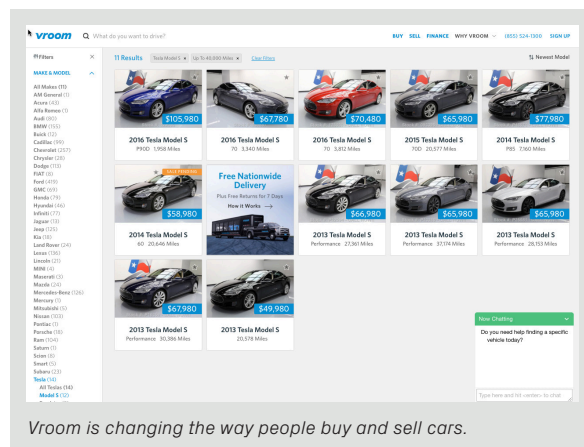 vroom
What do you want to drive?
BUY SELL FINANCE WHY VROOM (855) 524-1300 SIGN UP
Filters ×
11 Results Tesla Model S × Up To 40,000 Miles × Clear Filters
Newest Model
MAKE & MODEL
All Makes (11)
AM General (1)
Acura (43)
Alfa Romeo (1)
Audi (80)
BMW (155)
Buick (12)
Cadillac (99)
Chevrolet (257)
Chrysler (28)
Dodge (113)
FIAT (8)
Ford (419)
GMC (69)
Honda (79)
Hyundai (46)
Infiniti (77)
Jaguar (13)
Jeep (125)
Kia (18)
Land Rover (24)
Lexus (136)
Lincoln (21)
MINI (4)
Maserati (3)
Mazda (24)
Mercedes-Benz (126)
Mercury (1)
Mitsubishi (5)
Nissan (103)
Pontiac (1)
Porsche (18)
Ram (104)
Saturn (1)
Scion (8)
Smart (5)
Subaru (23)
Tesla (14)
All Teslas (14)
Model S (12)
$105,980
2016 Tesla Model S
P90D 1,958 Miles
$67,780
2016 Tesla Model S
70 3,340 Miles
$70,480
2016 Tesla Model S
70 3,812 Miles
$65,980
2015 Tesla Model S
70D 20,577 Miles
$77,980
2014 Tesla Model S
P85 7,160 Miles
SALE PENDING
$58,980
2014 Tesla Model S
60 20,646 Miles
Free Nationwide
Delivery
Plus Free Returns for 7 Days
How it Works →
$66,980
2013 Tesla Model S
Performance 27,361 Miles
$65,980
2013 Tesla Model S
Performance 37,174 Miles
$65,980
2013 Tesla Model S
Performance 28,153 Miles
$67,980
2013 Tesla Model S
Performance 30,386 Miles
$49,980
2013 Tesla Model S
20,578 Miles
Now Chatting
Do you need help finding a specific
vehicle today?
Type here and hit <enter> to chat
Vroom is changing the way people buy and sell cars.